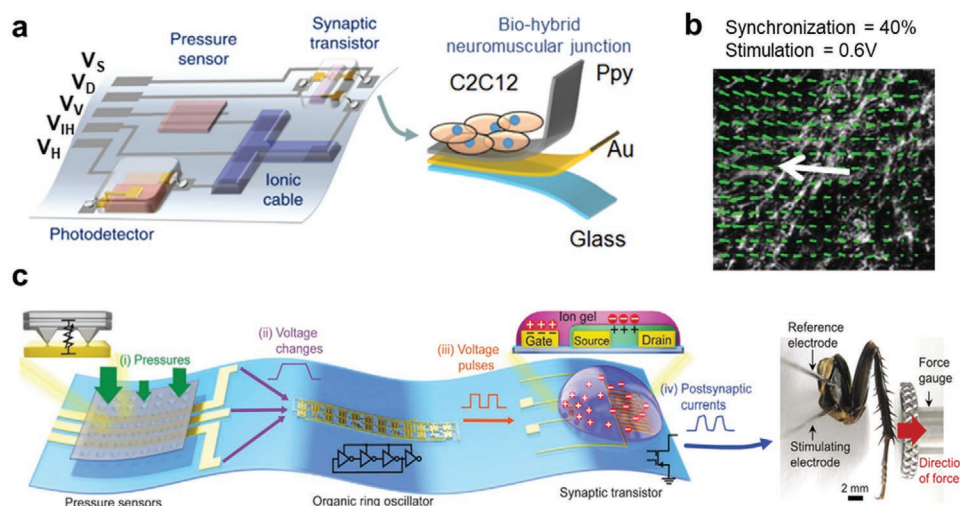 a
Pressure
sensor
Synaptic
transistor
V_S
V_D
V_V
V_IH
V_H
Ionic
cable
Photodetector
Bio-hybrid
neuromuscular junction
C2C12
Ppy
Au
Glass
b
Synchronization = 40%
Stimulation = 0.6V
c
(i) Pressures
(ii) Voltage
changes
(iii) Voltage
pulses
Ion gel
+++
−−−
+++
Gate
Source
Drain
(iv) Postsynaptic
currents
Pressure sensors
Organic ring oscillator
Synaptic transistor
Reference
electrode
Stimulating
electrode
Force
gauge
Direction
of force
2 mm